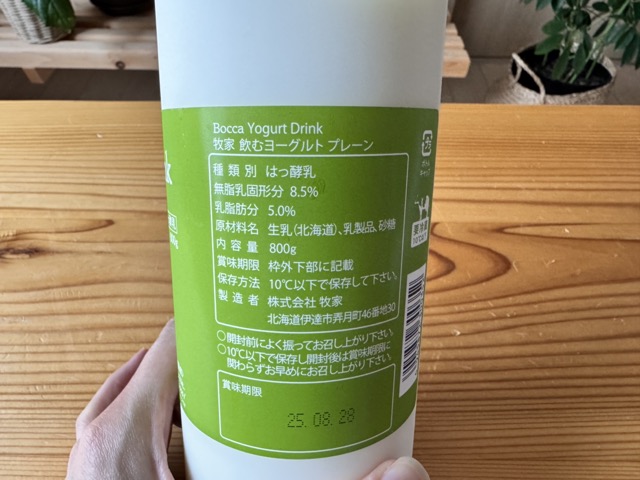 Bocca Yogurt Drink
牧家 飲むヨーグルト プレーン
種類別 はっ酵乳
無脂乳固形分 8.5%
乳脂肪分 5.0%
原材料名 生乳(北海道)、乳製品、砂糖
内容量 800g
賞味期限 枠外下部に記載
保存方法 10℃以下で保存して下さい。
製造者 株式会社 牧家
北海道伊達市弄月町46番地30
○開封前によく振ってお召し上がり下さい。
○10℃以下で保存し開封後は賞味期限に
関わらずお早めにお召し上がり下さい。
賞味期限
25.08.28
要冷蔵